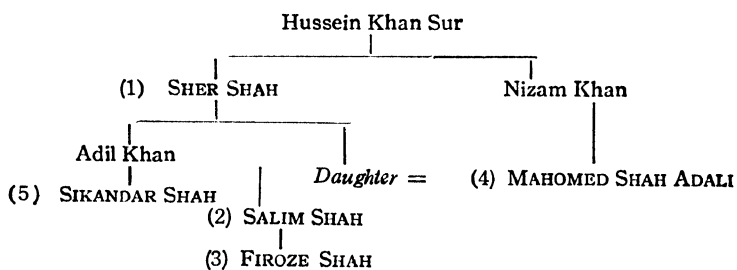 Hussein Khan Sur
(1) SHER SHAH Nizam Khan
Adil Khan
Daughter = (4) MAHOMED SHAH ADALI
(5) SIKANDAR SHAH
(2) SALIM SHAH
(3) FIROZE SHAH